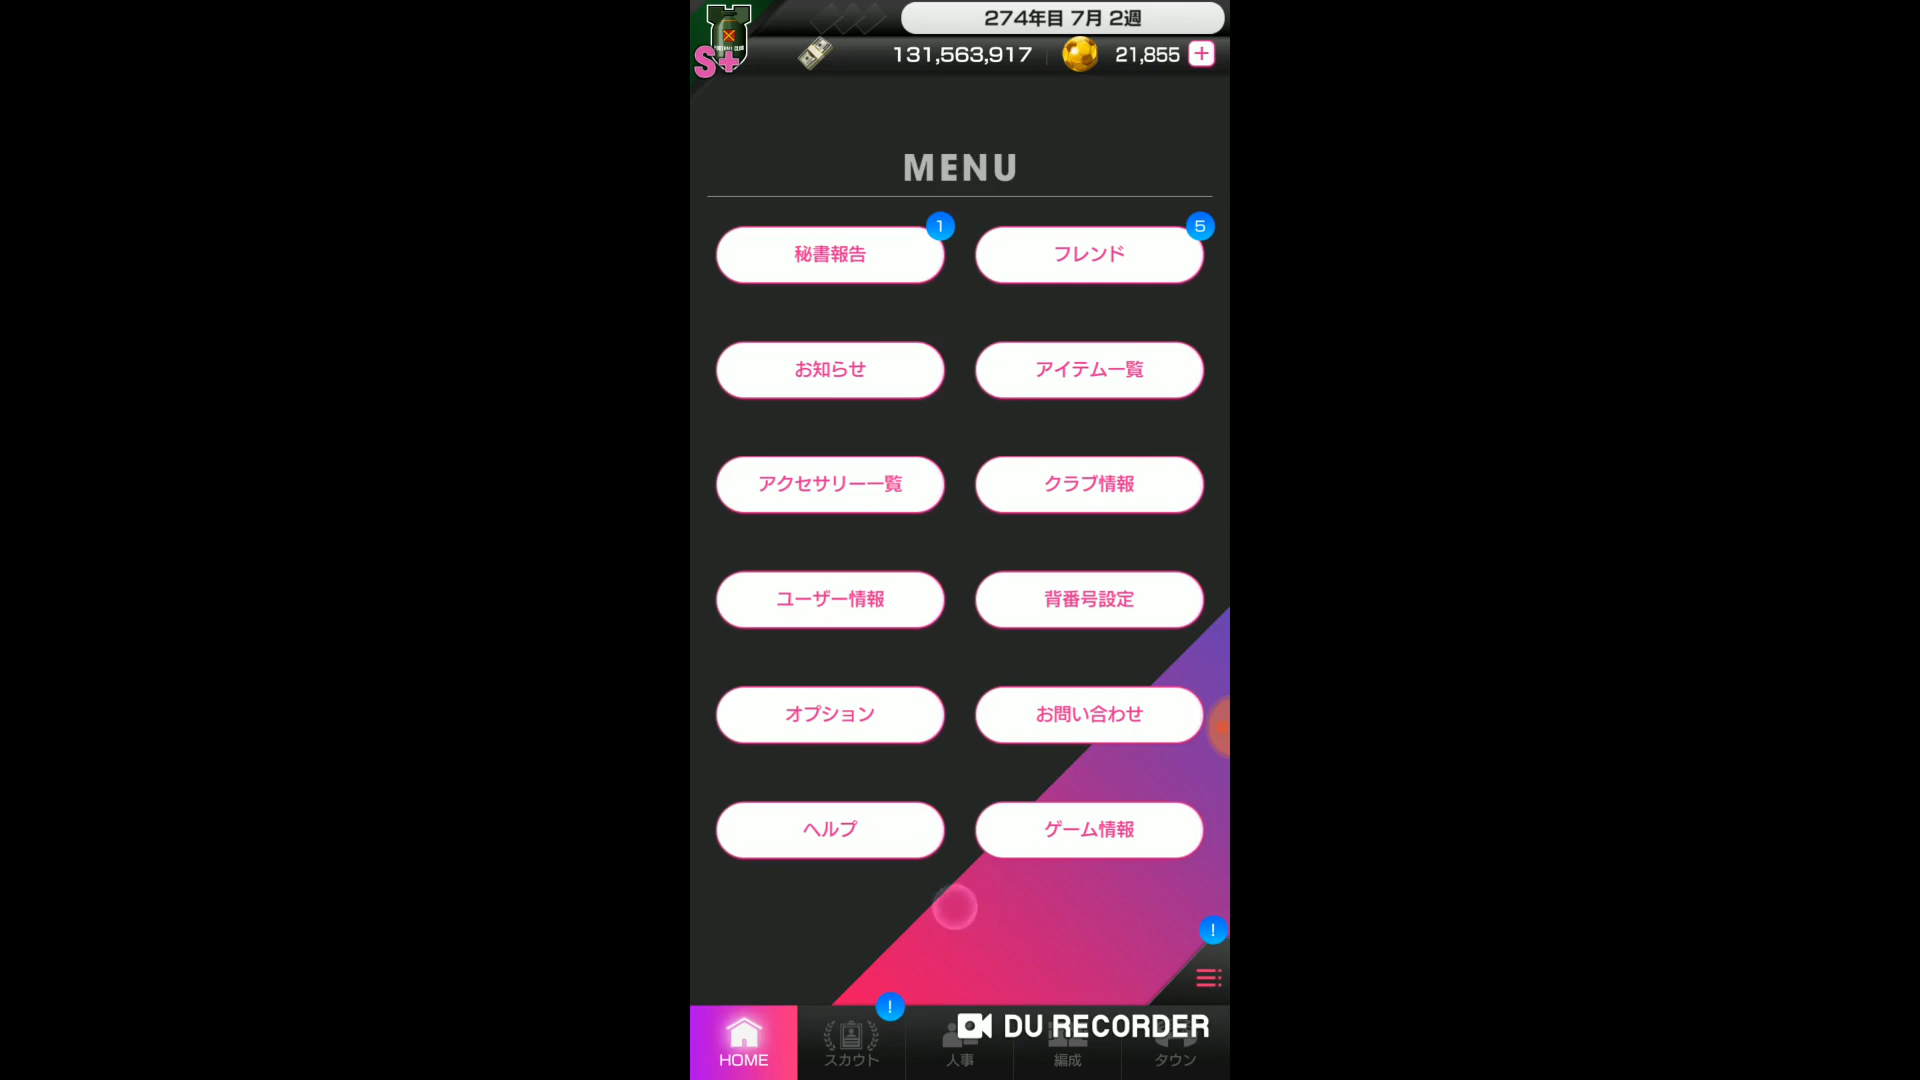 274年目 7月 2週
FOOTBALL CLUB
S+
131,563,917
21,855
MENU
1
5
秘書報告
フレンド
お知らせ
アイテム一覧
アクセサリー一覧
クラブ情報
ユーザー情報
背番号設定
オプション
お問い合わせ
ヘルプ
ゲーム情報
!
!
DU RECORDER
HOME
スカウト
人事
編成
タウン